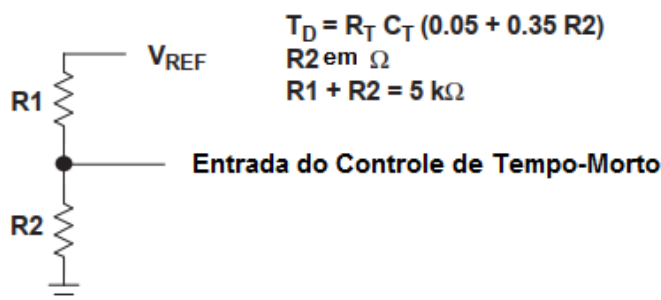 T_D = R_T C_T (0.05 + 0.35 R2)
R2 em Ω
R1 + R2 = 5 kΩ
V_REF
R1
Entrada do Controle de Tempo-Morto
R2